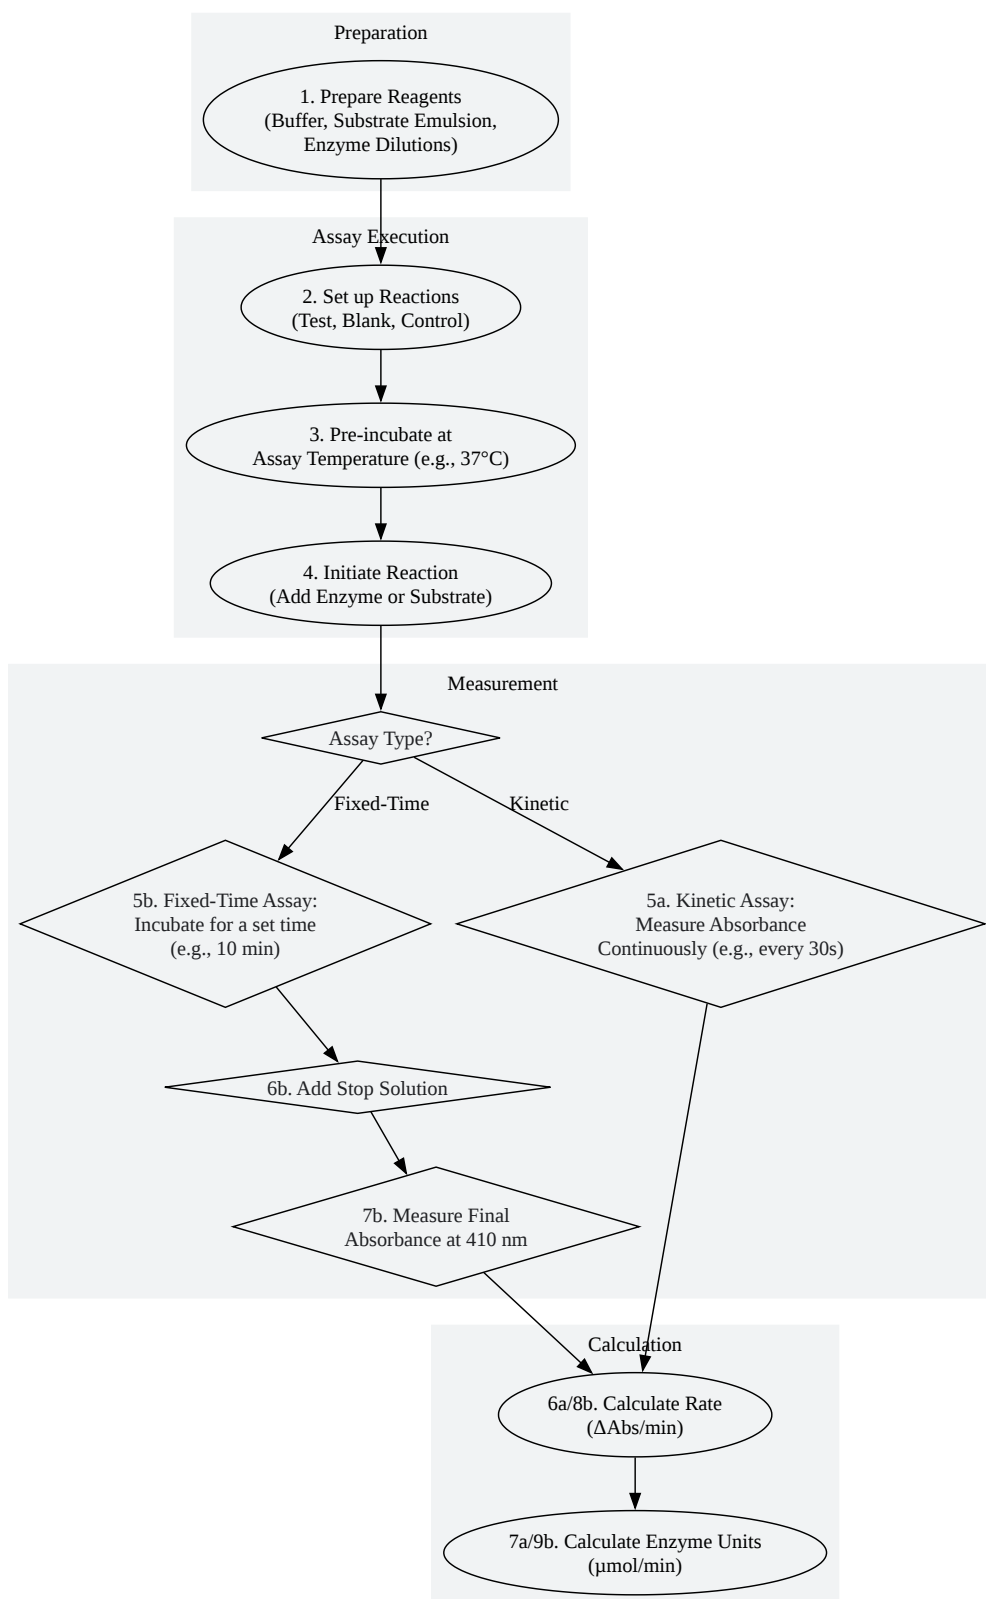 Preparation
1. Prepare Reagents
(Buffer, Substrate Emulsion,
Enzyme Dilutions)
Assay Execution
2. Set up Reactions
(Test, Blank, Control)
3. Pre-incubate at
Assay Temperature (e.g., 37°C)
4. Initiate Reaction
(Add Enzyme or Substrate)
Measurement
Assay Type?
Fixed-Time
Kinetic
5b. Fixed-Time Assay:
Incubate for a set time
(e.g., 10 min)
5a. Kinetic Assay:
Measure Absorbance
Continuously (e.g., every 30s)
6b. Add Stop Solution
7b. Measure Final
Absorbance at 410 nm
Calculation
6a/8b. Calculate Rate
(ΔAbs/min)
7a/9b. Calculate Enzyme Units
(µmol/min)